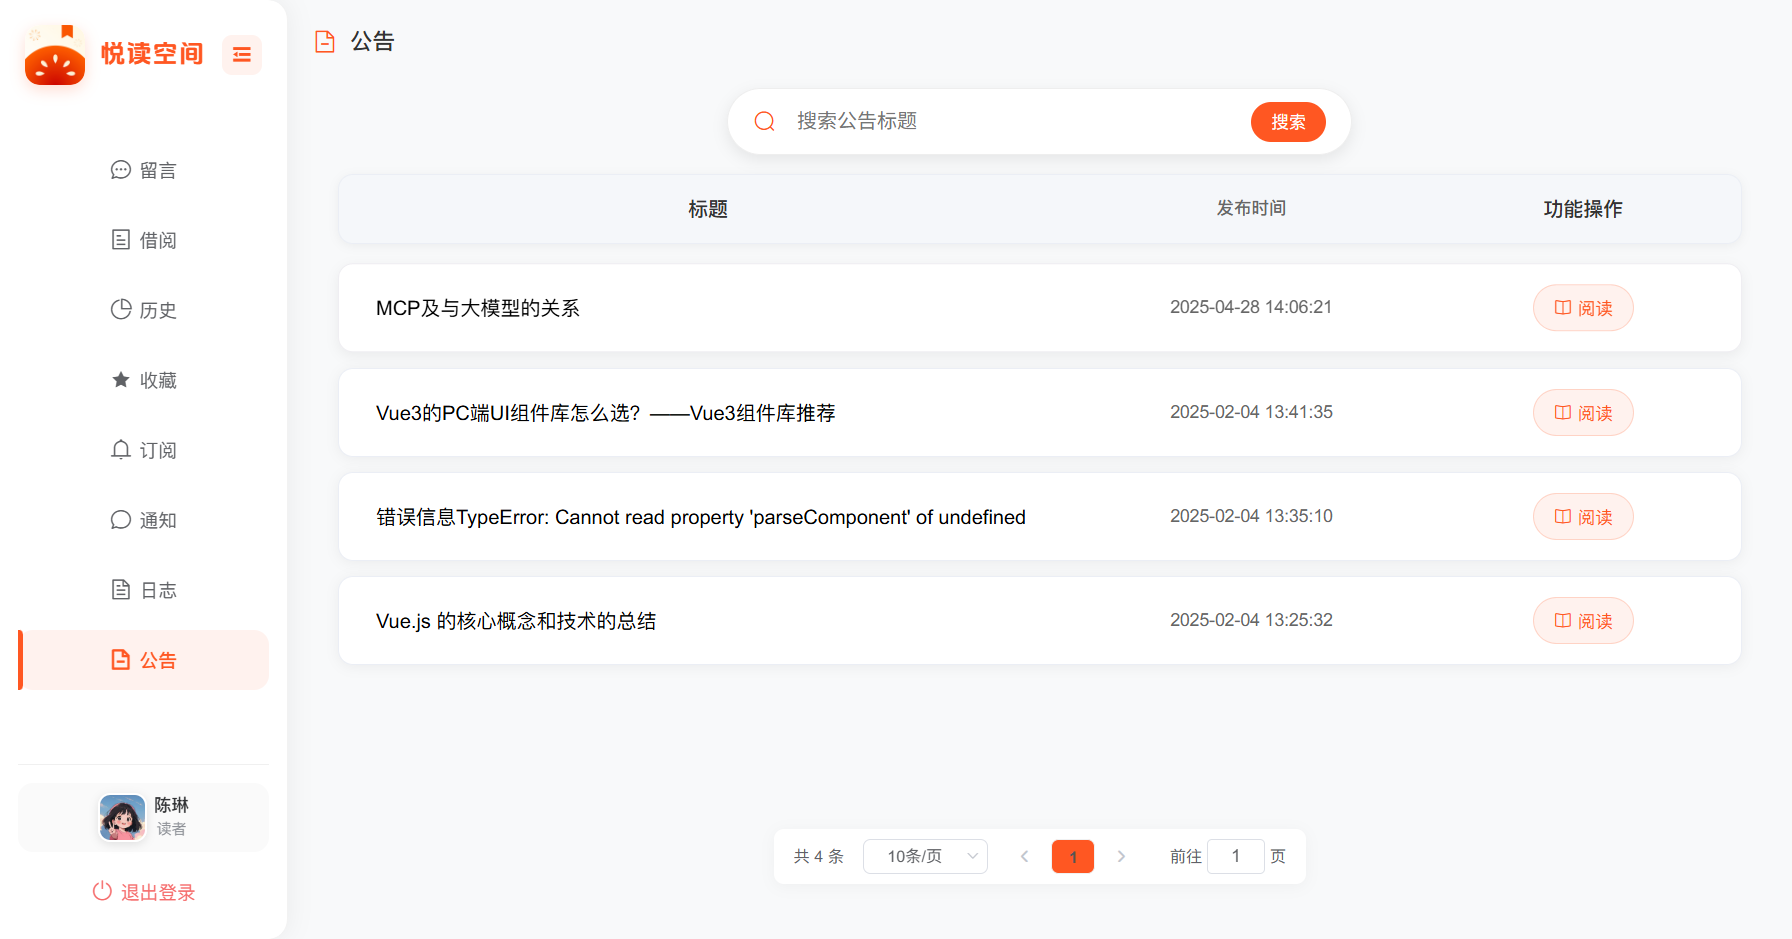 悦读空间
留言
借阅
历史
收藏
订阅
通知
日志
公告
陈琳
读者
退出登录
公告
搜索公告标题
搜索
标题 发布时间 功能操作
MCP及与大模型的关系 2025-04-28 14:06:21 阅读
Vue3的PC端UI组件库怎么选？——Vue3组件库推荐 2025-02-04 13:41:35 阅读
错误信息TypeError: Cannot read property 'parseComponent' of undefined 2025-02-04 13:35:10 阅读
Vue.js 的核心概念和技术的总结 2025-02-04 13:25:32 阅读
共 4 条 10条/页 1 前往 1 页